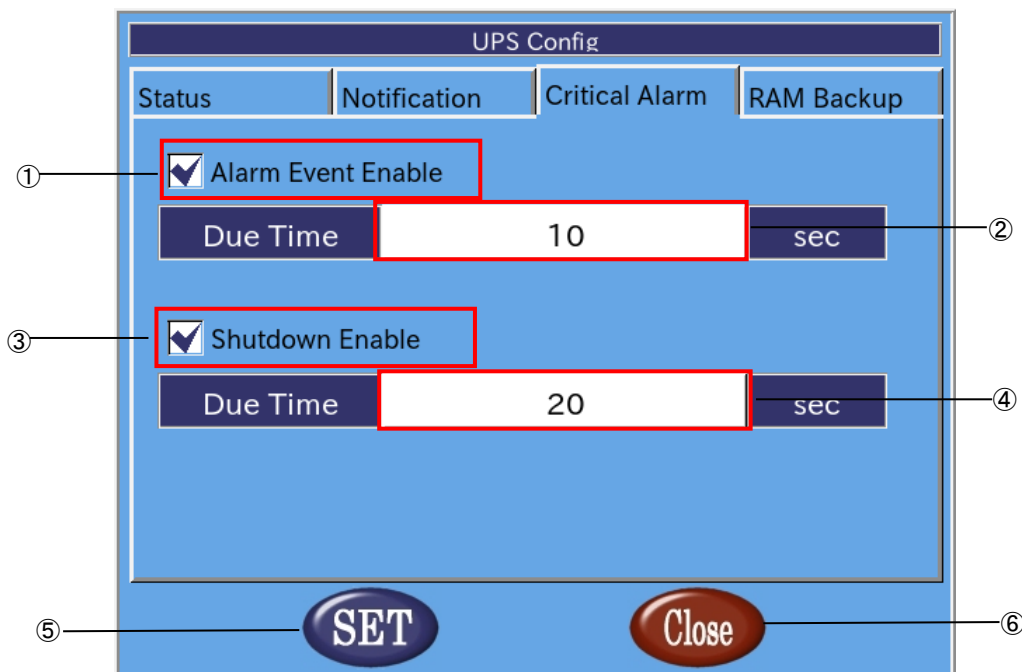 UPS Config
Status Notification Critical Alarm RAM Backup
① Alarm Event Enable
Due Time 10 sec ②
③ Shutdown Enable
Due Time 20 sec ④
⑤ SET Close ⑥